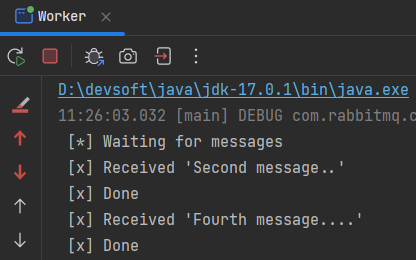 Worker
D:\devsoft\java\jdk-17.0.1\bin\java.exe
11:26:03.032 [main] DEBUG com.rabbitmq.c
[*] Waiting for messages
[x] Received 'Second message..'
[x] Done
[x] Received 'Fourth message....'
[x] Done